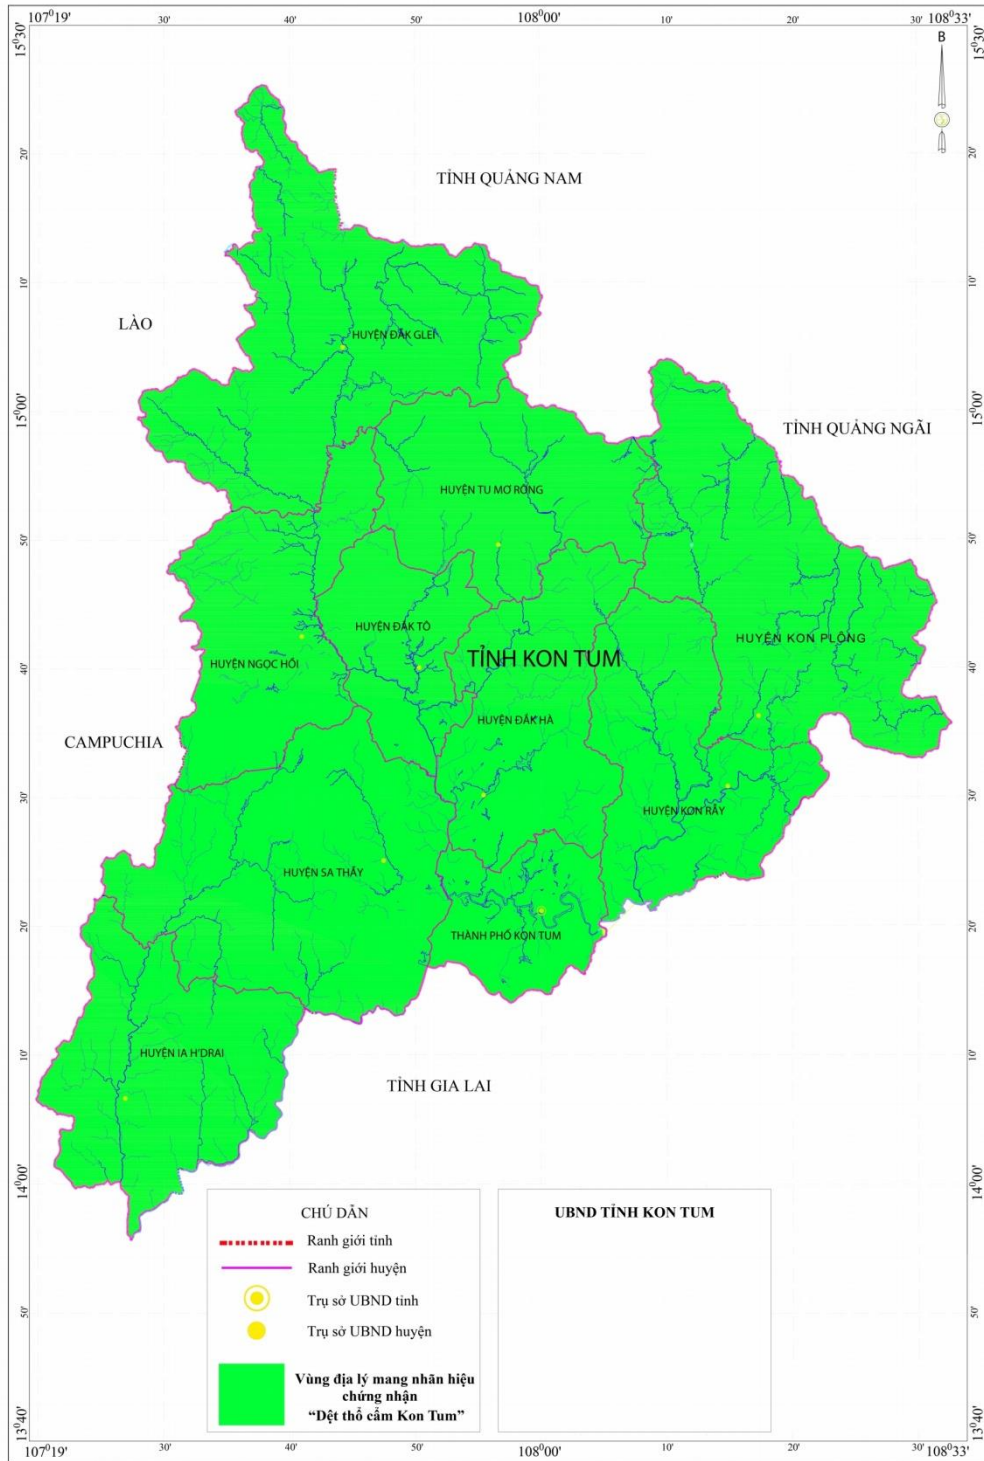 107°19' 30' 40' 50' 108°00' 10' 20' 30' 108°33'
15°30'
15°30'
B
20'
20'
TỈNH QUẢNG NAM
10'
10'
LÀO
HUYỆN ĐẮK GLEI
15°00'
15°00'
TỈNH QUẢNG NGÃI
HUYỆN TU MƠ RÔNG
50'
50'
HUYỆN ĐẮK TÔ
HUYỆN KON PLÔNG
TỈNH KON TUM
HUYỆN NGỌC HỒI
40'
40'
HUYỆN ĐẮK HÀ
CAMPUCHIA
30'
30'
HUYỆN KON RẪY
HUYỆN SA THẦY
20'
20'
THÀNH PHỐ KON TUM
10'
10'
HUYỆN IA H'DRAI
TỈNH GIA LAI
14°00'
14°00'
CHÚ DẪN
Ranh giới tỉnh
Ranh giới huyện
Trụ sở UBND tỉnh
Trụ sở UBND huyện
Vùng địa lý mang nhãn hiệu
chứng nhận
“Dệt thổ cẩm Kon Tum”
UBND TỈNH KON TUM
50'
50'
13°40'
13°40'
107°19' 30' 40' 50' 108°00' 10' 20' 30' 108°33'